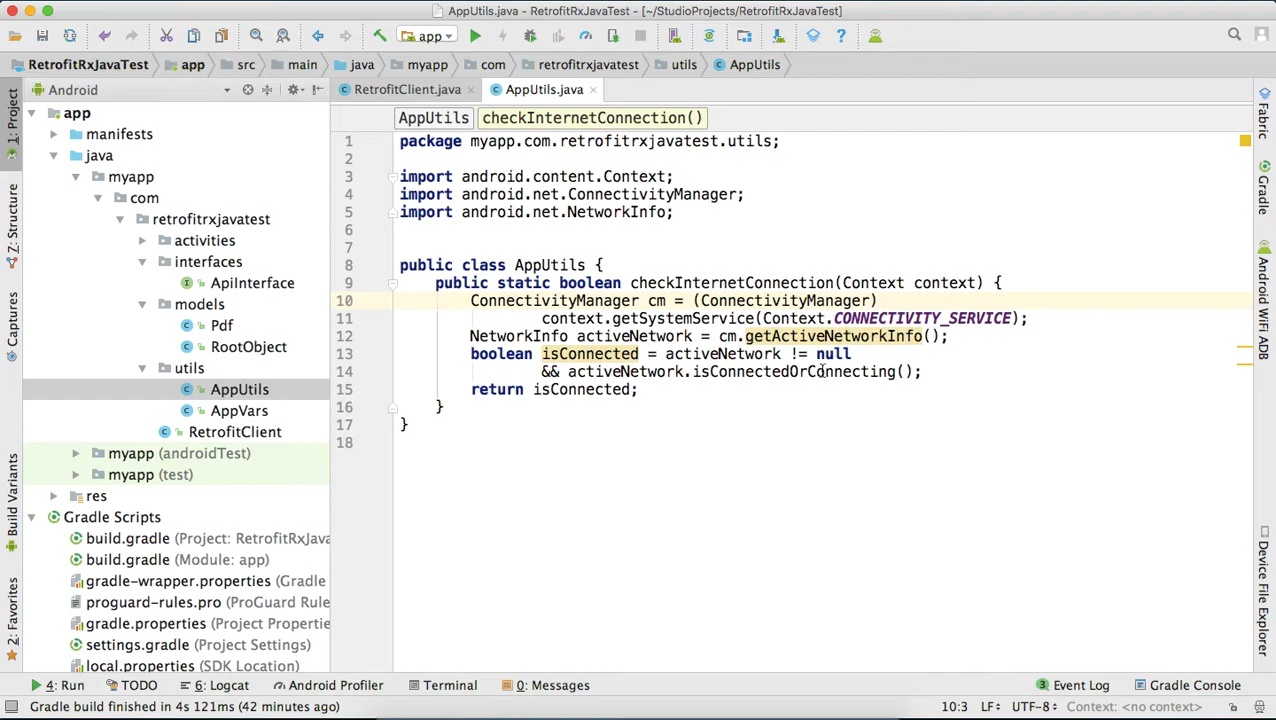 AppUtils.java - RetrofitRxJavaTest - [~/StudioProjects/RetrofitRxJavaTest]
app
RetrofitRxJavaTest app src main java myapp com retrofitrxjavatest utils AppUtils
Android
RetrofitClient.java
AppUtils.java
1: Project
Z: Structure
Captures
Build Variants
2: Favorites
app
manifests
java
myapp
com
retrofitrxjavatest
activities
interfaces
ApiInterface
models
Pdf
RootObject
utils
AppUtils
AppVars
RetrofitClient
myapp (androidTest)
myapp (test)
res
Gradle Scripts
build.gradle (Project: RetrofitRxJava
build.gradle (Module: app)
gradle-wrapper.properties (Gradle
proguard-rules.pro (ProGuard Rule
gradle.properties (Project Properti
settings.gradle (Project Settings)
local.properties (SDK Location)
AppUtils checkInternetConnection()
1 package myapp.com.retrofitrxjavatest.utils;
2
3 import android.content.Context;
4 import android.net.ConnectivityManager;
5 import android.net.NetworkInfo;
6
7
8 public class AppUtils {
9 public static boolean checkInternetConnection(Context context) {
10 ConnectivityManager cm = (ConnectivityManager)
11 context.getSystemService(Context.CONNECTIVITY_SERVICE);
12 NetworkInfo activeNetwork = cm.getActiveNetworkInfo();
13 boolean isConnected = activeNetwork != null
14 && activeNetwork.isConnectedOrConnecting();
15 return isConnected;
16 }
17 }
18
Fabric
Gradle
Android WiFi ADB
Device File Explorer
4: Run TODO 6: Logcat Android Profiler Terminal 0: Messages Event Log Gradle Console
Gradle build finished in 4s 121ms (42 minutes ago) 10:3 LF UTF-8 Context: <no context>